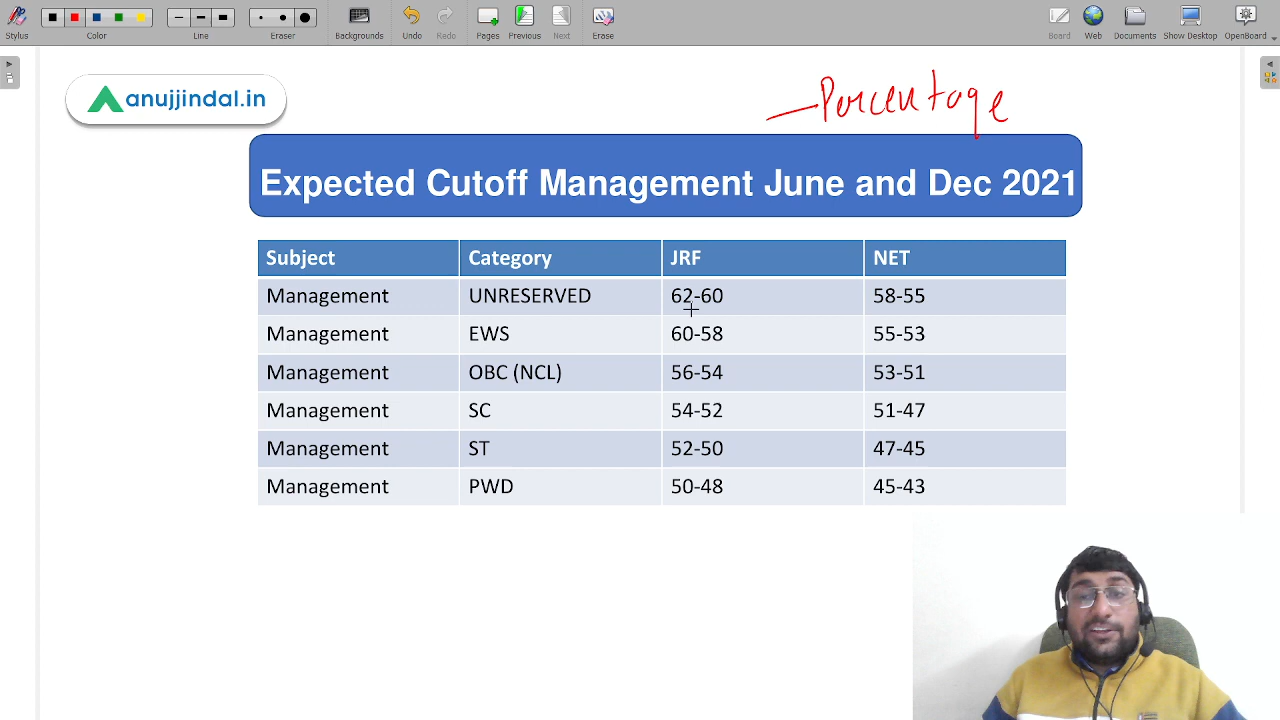 Stylus Color Line Eraser Backgrounds Undo Redo Pages Previous Next Erase Board Web Documents Show Desktop OpenBoard
anujjindal.in
Percentage
Expected Cutoff Management June and Dec 2021
Subject Category JRF NET
Management UNRESERVED 62-60 58-55
Management EWS 60-58 55-53
Management OBC (NCL) 56-54 53-51
Management SC 54-52 51-47
Management ST 52-50 47-45
Management PWD 50-48 45-43